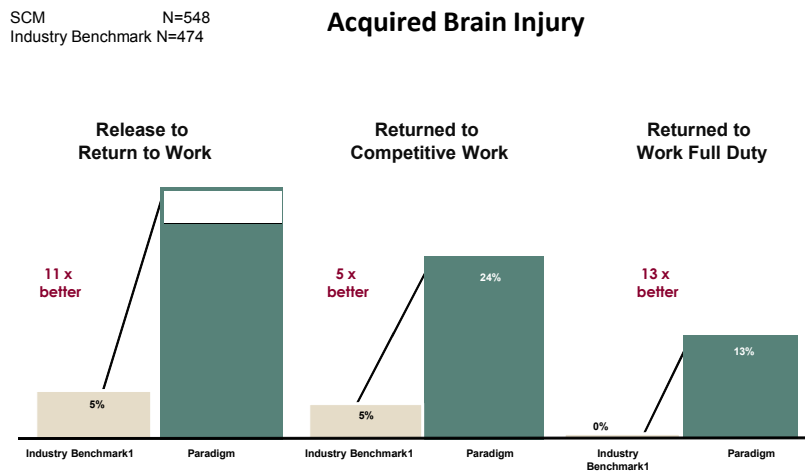 SCM N=548
Industry Benchmark N=474
Acquired Brain Injury
Release to
Return to Work
Returned to
Competitive Work
Returned to
Work Full Duty
11 x
better
5 x
better
13 x
better
5%
5%
24%
0%
13%
Industry Benchmark1
Paradigm
Industry Benchmark1
Paradigm
Industry
Benchmark1
Paradigm